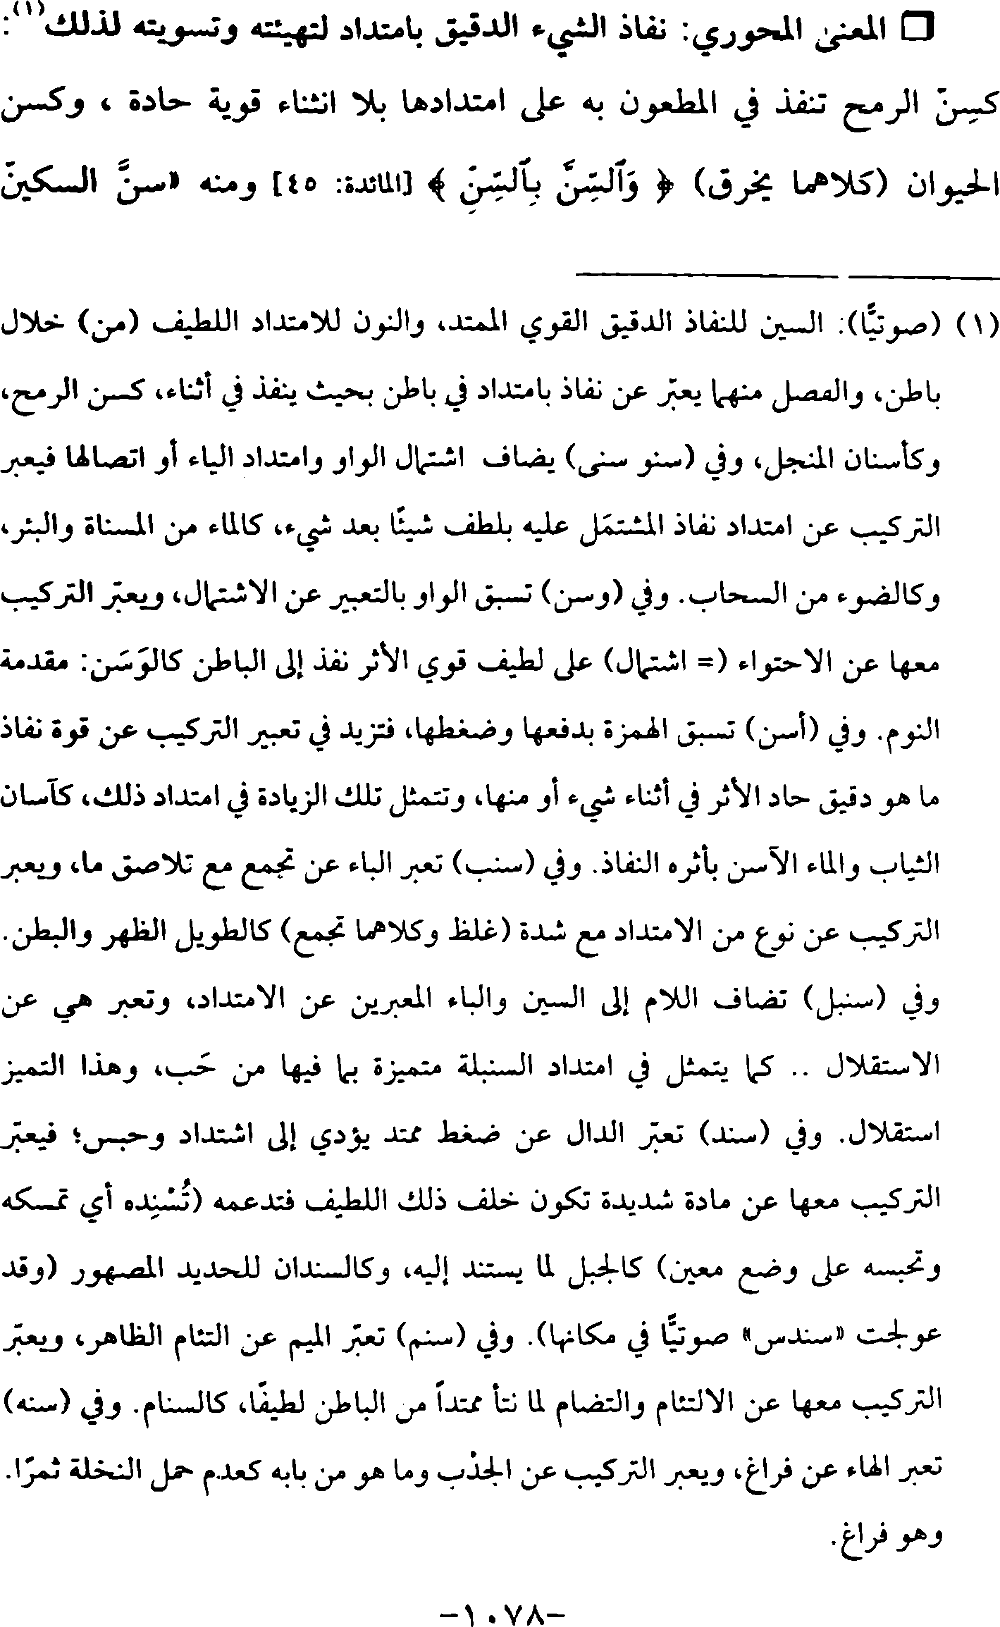 □ المعنى المحوري: نفاذ الشيء الدقيق بامتداد لتهيئته وتسويته لذلك(١):
كسِنّ الرمح تنفذ في المطعون به على امتدادها بلا انثناء قوية حادة ، وكسن
الحيوان (كلاهما يخرق) ﴿ وَٱلسِّنَّ بِٱلسِّنِّ ﴾ [المائدة: ٤٥] ومنه «سنَّ السكينّ
(١) (صوتيًّا): السين للنفاذ الدقيق القوي الممتد، والنون للامتداد اللطيف (من) خلال
باطن، والفصل منهما يعبّر عن نفاذ بامتداد في باطن بحيث ينفذ في أثناء، كسن الرمح،
وكأسنان المنجل، وفي (سنو سنى) يضاف اشتمال الواو وامتداد الياء أو اتصالها فيعبر
التركيب عن امتداد نفاذ المشتمَل عليه بلطف شيئًا بعد شيء، كالماء من المسناة والبئر،
وكالضوء من السحاب. وفي (وسن) تسبق الواو بالتعبير عن الاشتمال، ويعبّر التركيب
معها عن الاحتواء (= اشتمال) على لطيف قوي الأثر نفذ إلى الباطن كالوَسَن: مقدمة
النوم. وفي (أسن) تسبق الهمزة بدفعها وضغطها، فتزيد في تعبير التركيب عن قوة نفاذ
ما هو دقيق حاد الأثر في أثناء شيء أو منها، وتتمثل تلك الزيادة في امتداد ذلك، كآسان
الثياب والماء الآسن بأثره النفاذ. وفي (سنب) تعبر الباء عن تجمع مع تلاصق ما، ويعبر
التركيب عن نوع من الامتداد مع شدة (غلظ وكلاهما تجمع) كالطويل الظهر والبطن.
وفي (سنبل) تضاف اللام إلى السين والباء المعبرين عن الامتداد، وتعبر هي عن
الاستقلال .. كما يتمثل في امتداد السنبلة متميزة بما فيها من حَب، وهذا التميز
استقلال. وفي (سند) تعبّر الدال عن ضغط ممتد يؤدي إلى اشتداد وحبس؛ فيعبّر
التركيب معها عن مادة شديدة تكون خلف ذلك اللطيف فتدعمه (تُسْنِده أي تمسكه
وتحبسه على وضع معين) كالجبل لما يستند إليه، وكالسندان للحديد المصهور (وقد
عولجت «سندس» صوتيًّا في مكانها). وفي (سنم) تعبّر الميم عن التئام الظاهر، ويعبّر
التركيب معها عن الالتئام والتضام لما نتأ ممتداً من الباطن لطيفًا، كالسنام. وفي (سنه)
تعبر الهاء عن فراغ، ويعبر التركيب عن الجذب وما هو من بابه كعدم حمل النخلة ثمرًا.
وهو فراغ.
-١٠٧٨-